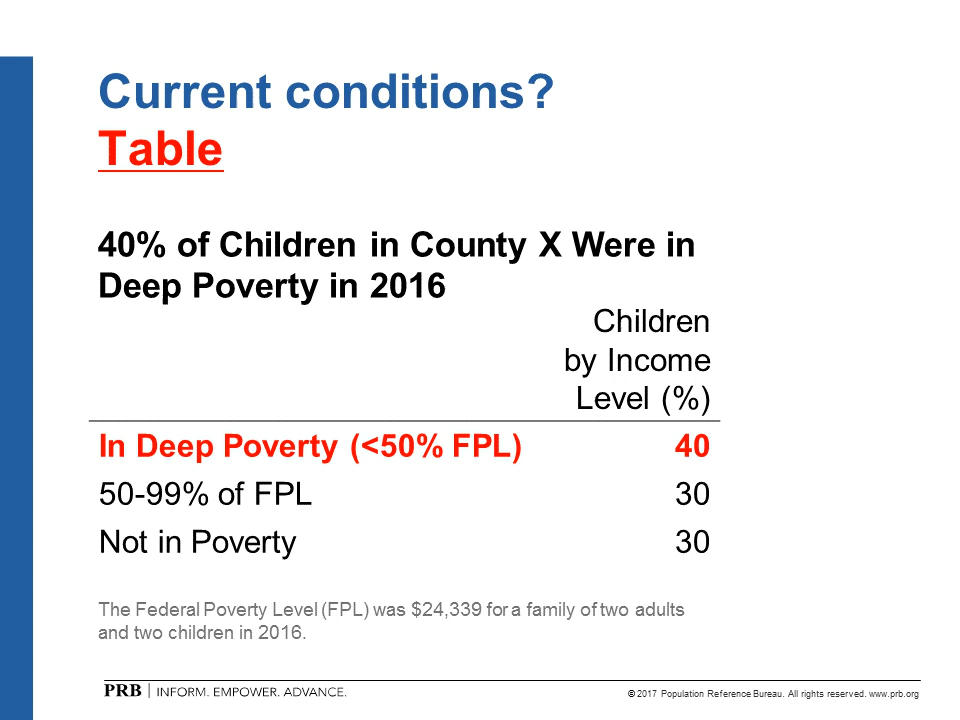 Current conditions?
Table
40% of Children in County X Were in
Deep Poverty in 2016
Children
by Income
Level (%)
In Deep Poverty (<50% FPL) 40
50-99% of FPL 30
Not in Poverty 30
The Federal Poverty Level (FPL) was $24,339 for a family of two adults
and two children in 2016.
PRB | INFORM. EMPOWER. ADVANCE.
© 2017 Population Reference Bureau. All rights reserved. www.prb.org